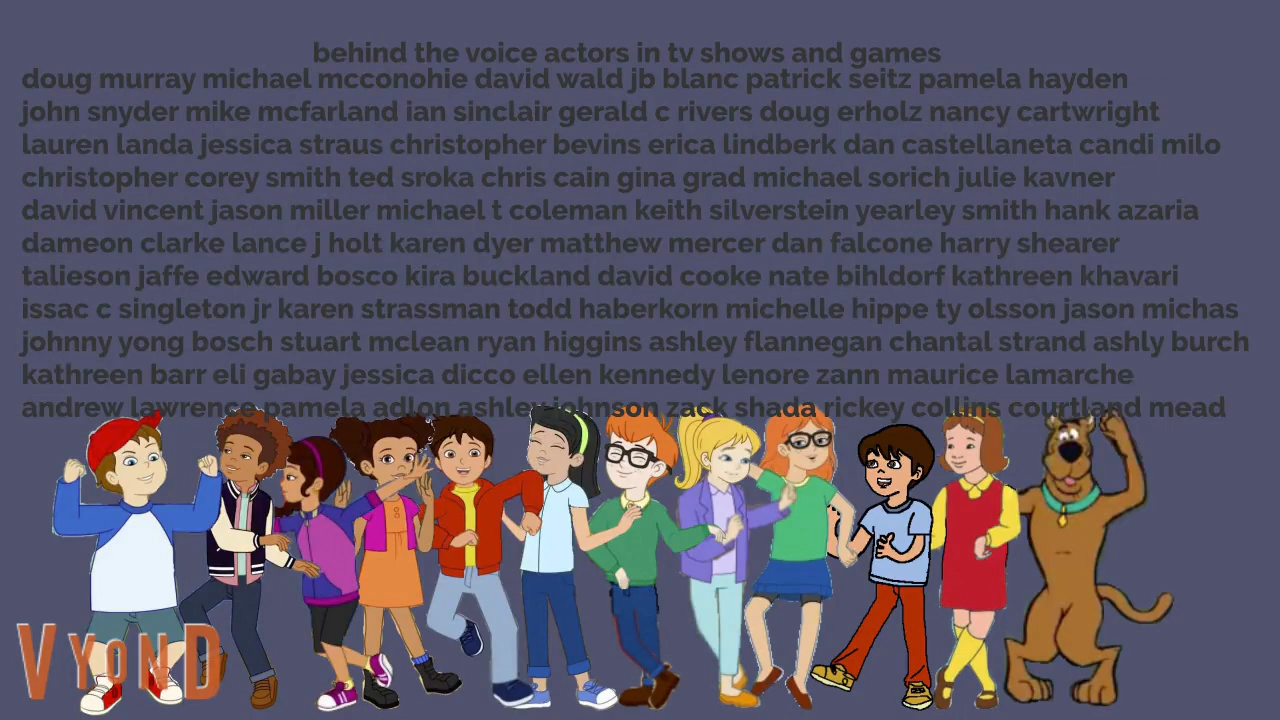 behind the voice actors in tv shows and games
doug murray michael mcconohie david wald jb blanc patrick seitz pamela hayden
john snyder mike mcfarland ian sinclair gerald c rivers doug erholz nancy cartwright
lauren landa jessica straus christopher bevins erica lindberk dan castellaneta candi milo
christopher corey smith ted sroka chris cain gina grad michael sorich julie kavner
david vincent jason miller michael t coleman keith silverstein yearley smith hank azaria
dameon clarke lance j holt karen dyer matthew mercer dan falcone harry shearer
talieson jaffe edward bosco kira buckland david cooke nate bihldorf kathreen khavari
issac c singleton jr karen strassman todd haberkorn michelle hippe ty olsson jason michas
johnny yong bosch stuart mclean ryan higgins ashley flannegan chantal strand ashly burch
kathreen barr eli gabay jessica dicco ellen kennedy lenore zann maurice lamarche
andrew lawrence pamela adlon ashley johnson zack shada rickey collins courtland mead
VYOND